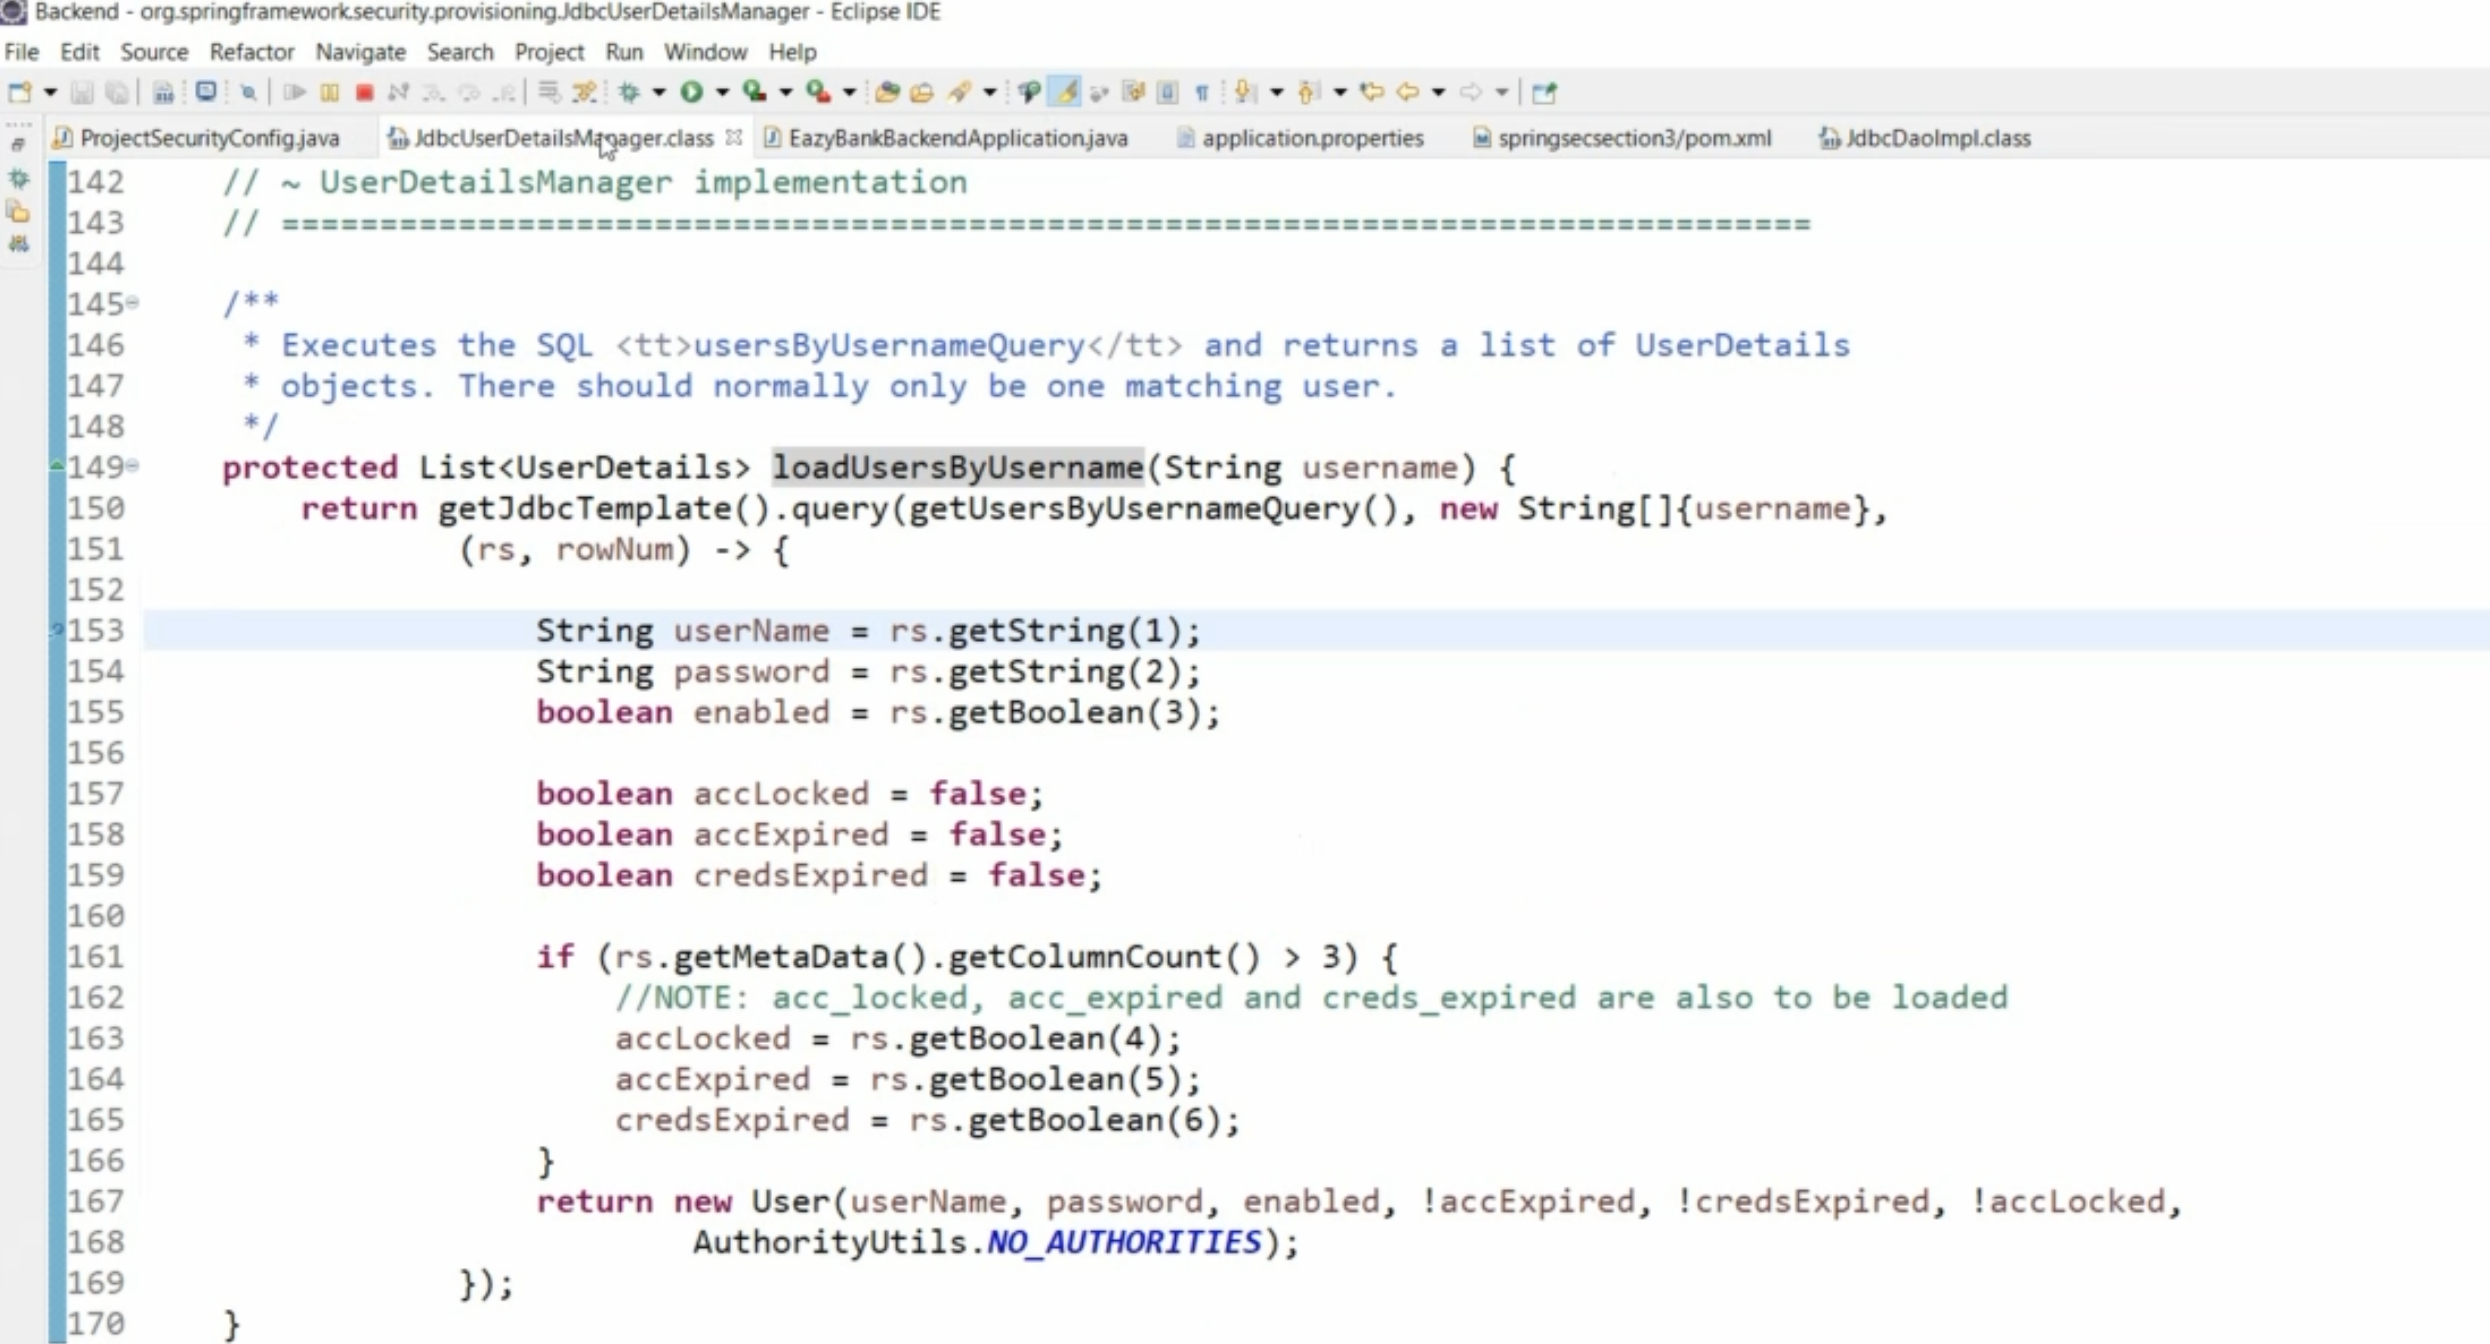 Backend - org.springframework.security.provisioning.JdbcUserDetailsManager - Eclipse IDE
File Edit Source Refactor Navigate Search Project Run Window Help
ProjectSecurityConfig.java JdbcUserDetailsManager.class EazyBankBackendApplication.java application.properties springsecsection3/pom.xml JdbcDaoImpl.class
142 // ~ UserDetailsManager implementation
143 // ==============================================================================
144
145 /**
146 * Executes the SQL <tt>usersByUsernameQuery</tt> and returns a list of UserDetails
147 * objects. There should normally only be one matching user.
148 */
149 protected List<UserDetails> loadUsersByUsername(String username) {
150 return getJdbcTemplate().query(getUsersByUsernameQuery(), new String[]{username},
151 (rs, rowNum) -> {
152
153 String userName = rs.getString(1);
154 String password = rs.getString(2);
155 boolean enabled = rs.getBoolean(3);
156
157 boolean accLocked = false;
158 boolean accExpired = false;
159 boolean credsExpired = false;
160
161 if (rs.getMetaData().getColumnCount() > 3) {
162 //NOTE: acc_locked, acc_expired and creds_expired are also to be loaded
163 accLocked = rs.getBoolean(4);
164 accExpired = rs.getBoolean(5);
165 credsExpired = rs.getBoolean(6);
166 }
167 return new User(userName, password, enabled, !accExpired, !credsExpired, !accLocked,
168 AuthorityUtils.NO_AUTHORITIES);
169 });
170 }